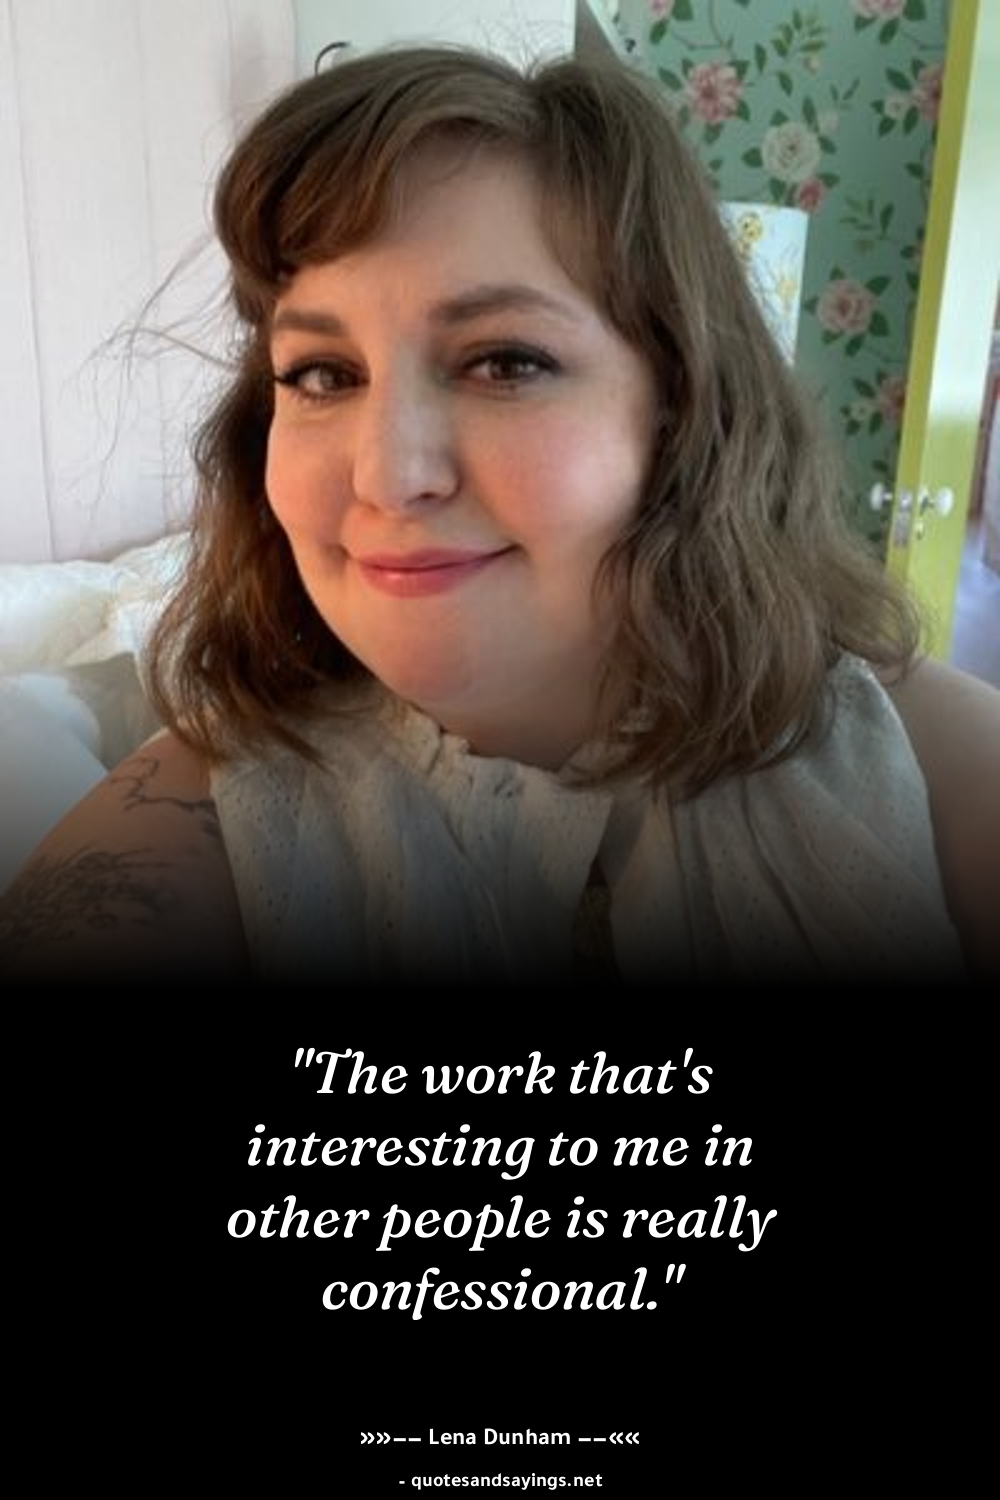 "The work that's
interesting to me in
other people is really
confessional."
»»−− Lena Dunham −−««
- quotesandsayings.net